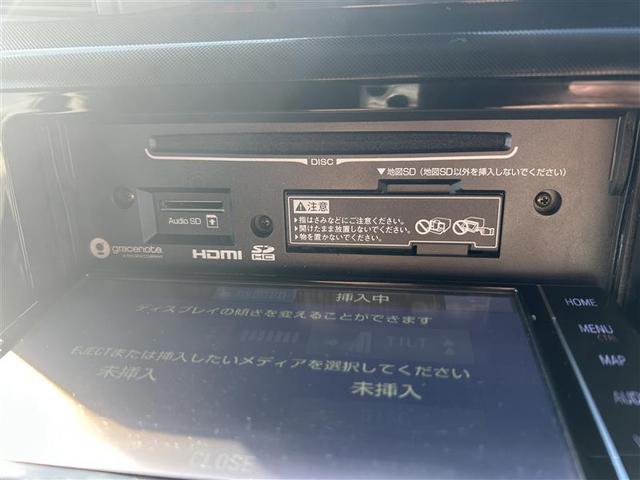 DISC
▼地図SD（地図SD以外を挿入しないでください）
Audio SD
⚠注意
▶指はさみなどにご注意ください。
▶開けたまま放置しないでください。
▶物を置かないでください。
gracenote
HDMI
SD HC
挿入中
ディスプレイの傾きを変えることができます
TILT
EJECTまたは挿入したいメディアを選択してください
未挿入
未挿入
CLOSE
HOME
MENU
CTRL
MAP